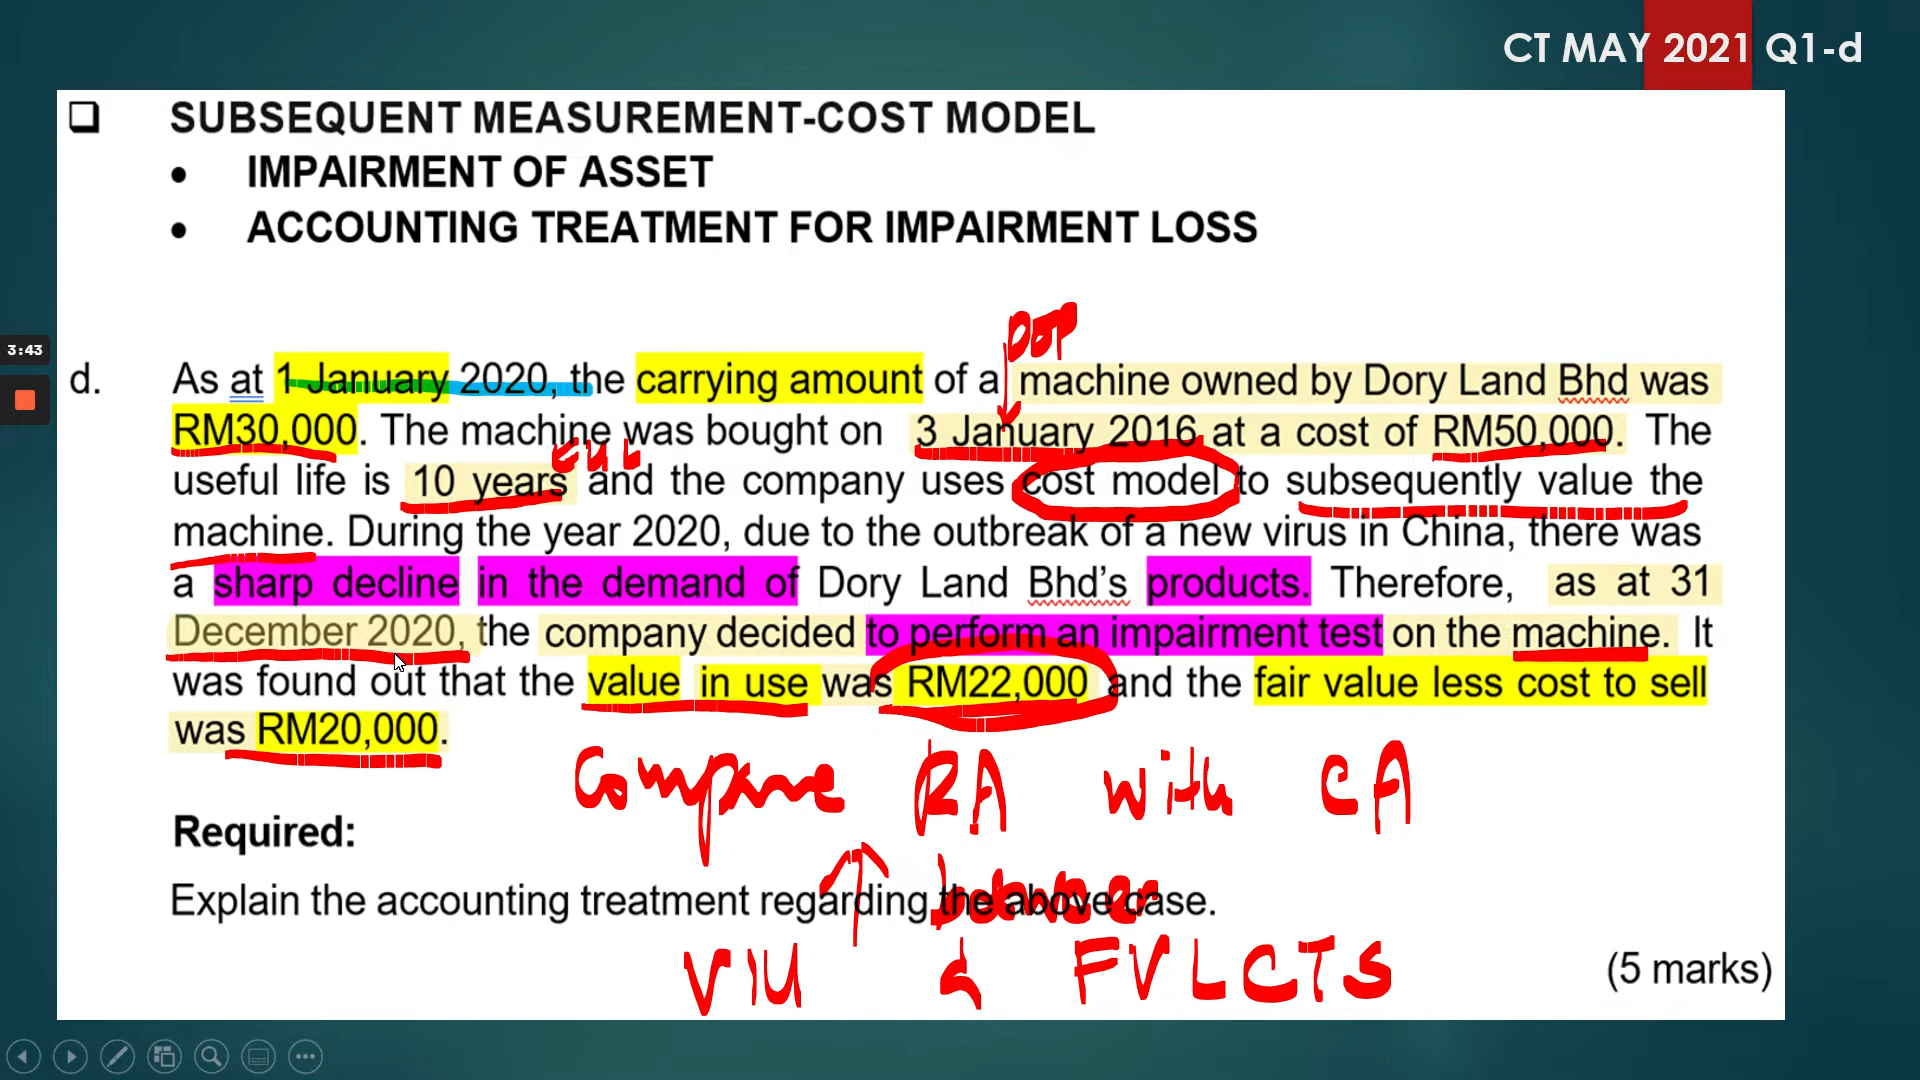 CT MAY 2021 Q1-d
SUBSEQUENT MEASUREMENT-COST MODEL
• IMPAIRMENT OF ASSET
• ACCOUNTING TREATMENT FOR IMPAIRMENT LOSS
DOP
3:43
d. As at 1 January 2020, the carrying amount of a machine owned by Dory Land Bhd was
RM30,000. The machine was bought on 3 January 2016 at a cost of RM50,000. The
EUL
useful life is 10 years and the company uses cost model to subsequently value the
machine. During the year 2020, due to the outbreak of a new virus in China, there was
a sharp decline in the demand of Dory Land Bhd's products. Therefore, as at 31
December 2020, the company decided to perform an impairment test on the machine. It
was found out that the value in use was RM22,000 and the fair value less cost to sell
was RM20,000.
Compare RA with CA
Required:
between
Explain the accounting treatment regarding the above case.
VIU & FVLCTS
(5 marks)